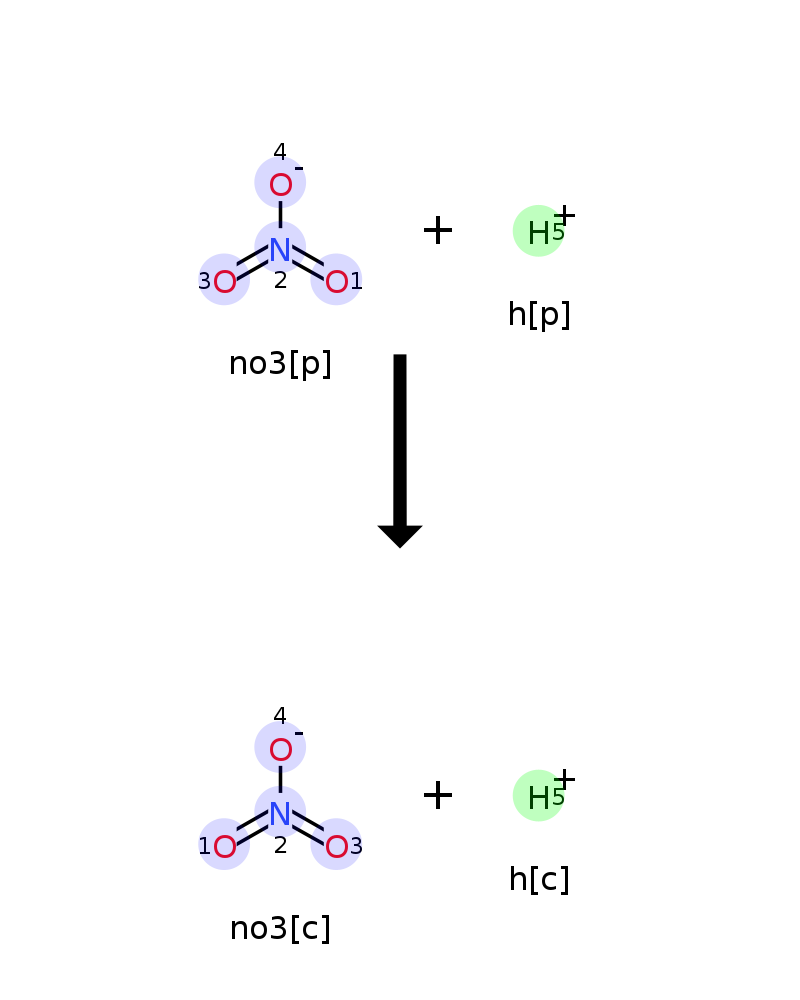 4
O-
N
3O 2 O1
+ H5+
h[p]
no3[p]
4
O-
N
1O 2 O3
+ H5+
h[c]
no3[c]